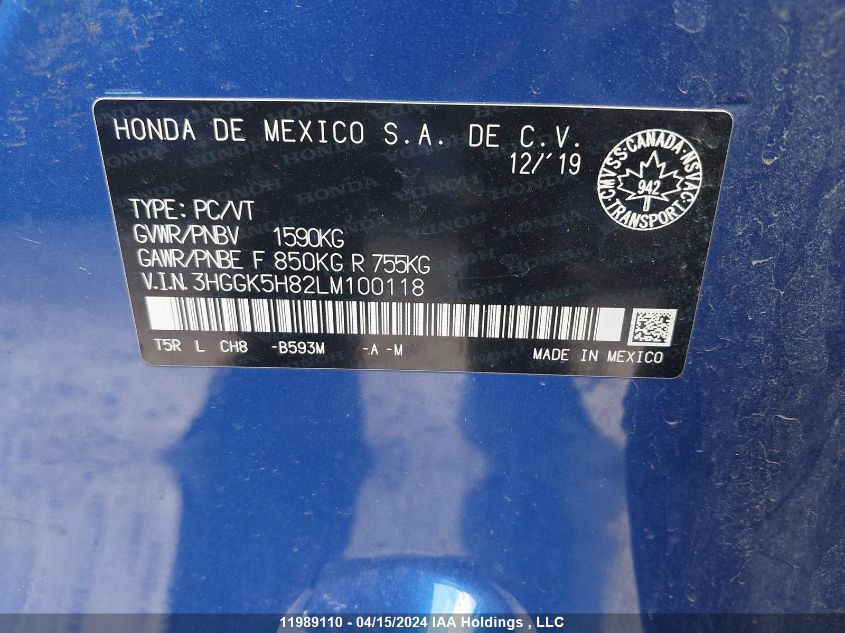 HONDA DE MEXICO S.A. DE C.V.
12/'19
CMVSS·CANADA·NSVAC
942
TRANSPORT
TYPE: PC/VT
GVWR/PNBV 1590KG
GAWR/PNBE F 850KG R 755KG
V.I.N. 3HGGK5H82LM100118
T5R L CH8 -B593M -.A -M
MADE IN MEXICO
11989110 - 04/15/2024 IAA Holdings , LLC